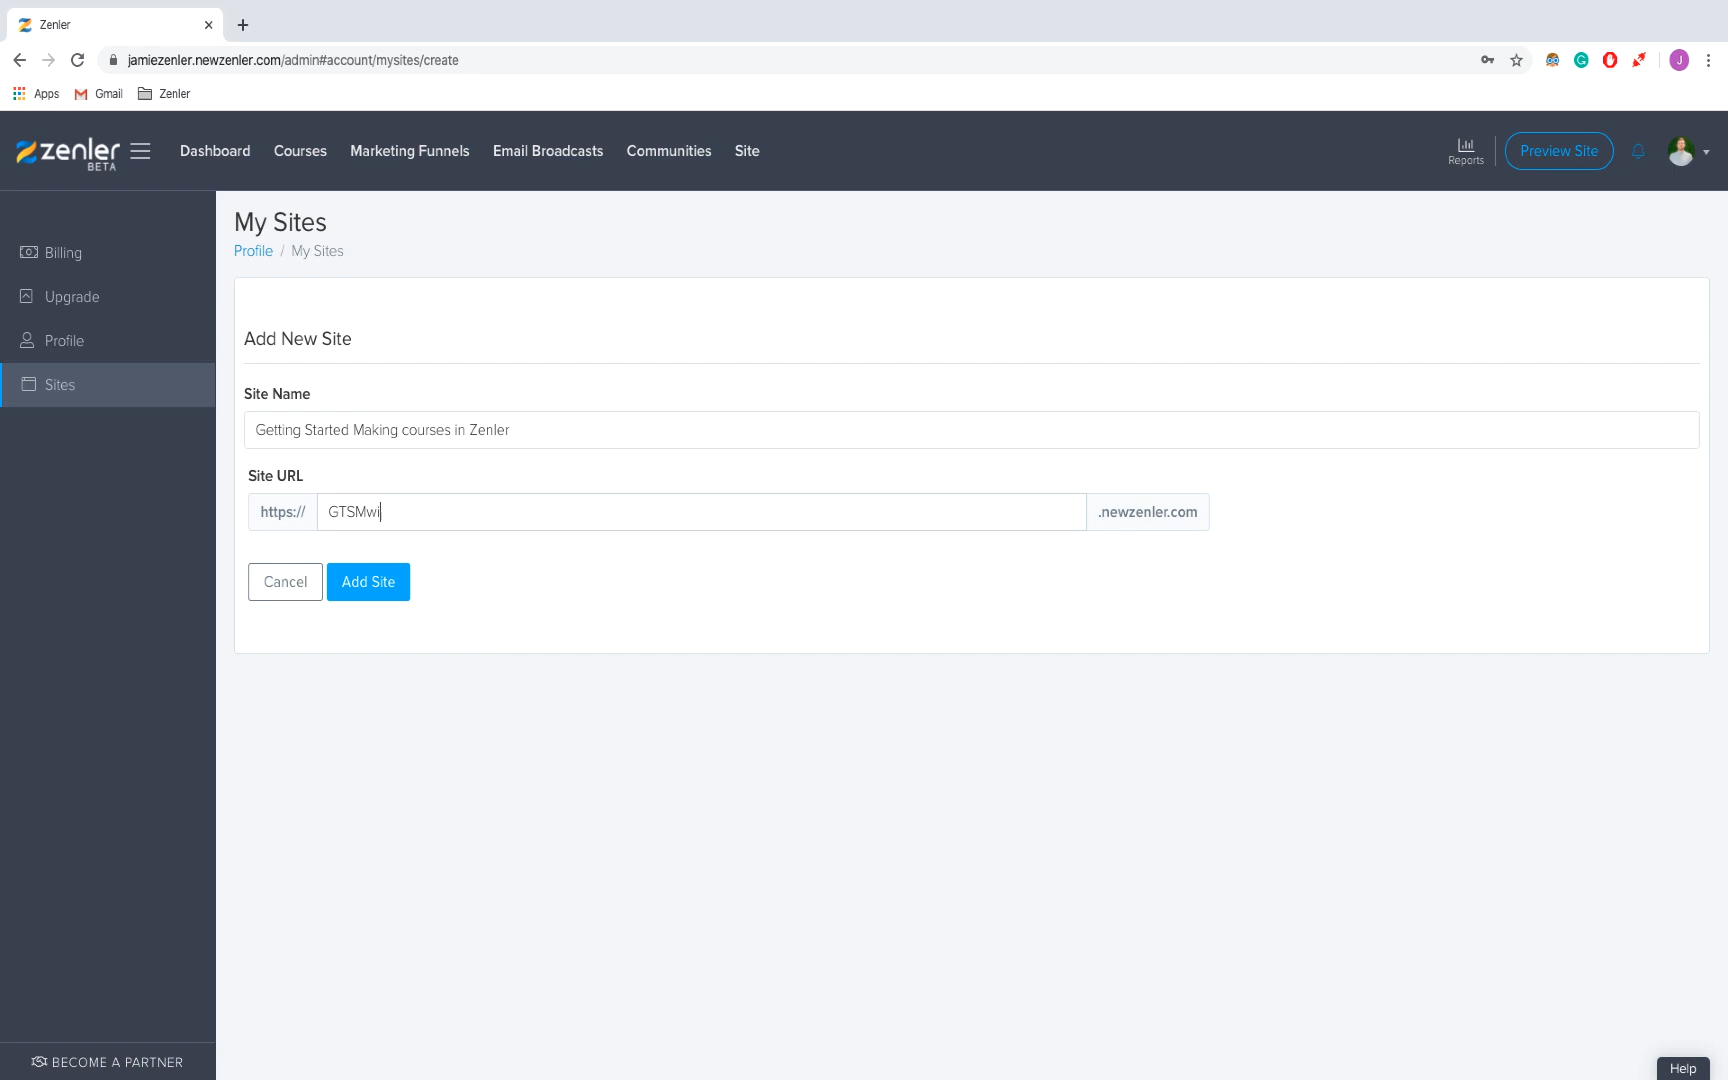 Zenler
jamiezenler.newzenler.com/admin#account/mysites/create
J
Apps
Gmail
Zenler
zenler
BETA
Dashboard
Courses
Marketing Funnels
Email Broadcasts
Communities
Site
Reports
Preview Site
Billing
Upgrade
Profile
Sites
BECOME A PARTNER
My Sites
Profile / My Sites
Add New Site
Site Name
Getting Started Making courses in Zenler
Site URL
https:// GTSMwi .newzenler.com
Cancel
Add Site
Help